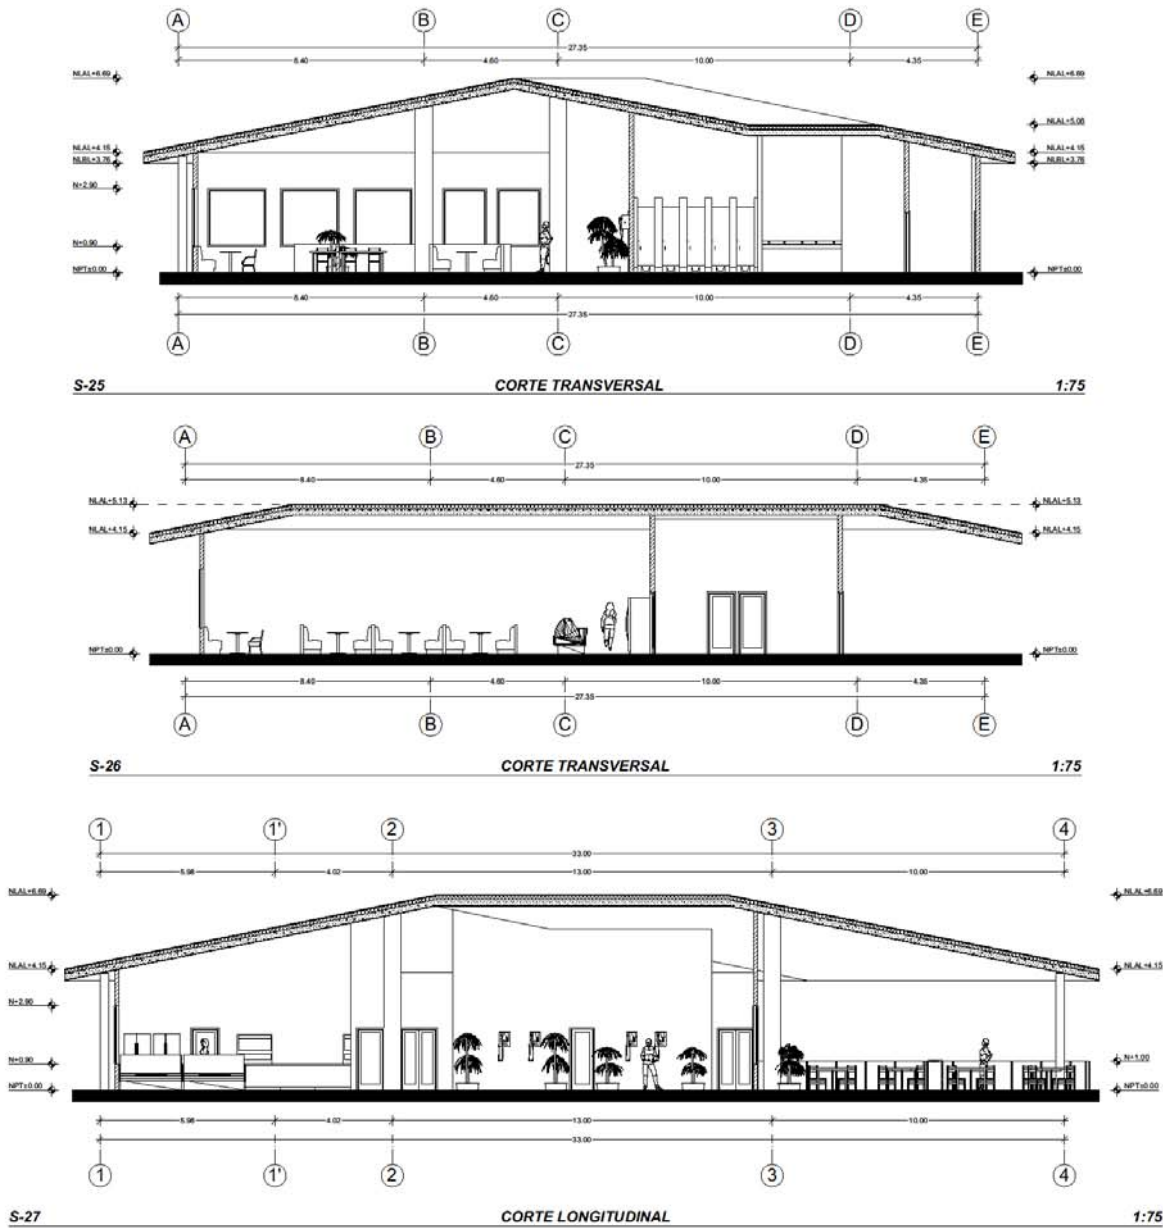 A B C D E
27.35
8.40 4.60 10.00 4.35
NLAL+6.69 NLAL+6.69
NLAL+5.08
NLAL+4.15 NLAL+4.15
NLBL+3.76 NLBL+3.76
N+2.90
N+0.90
NPT±0.00 NPT±0.00
8.40 4.60 10.00 4.35
27.35
A B C D E
S-25 CORTE TRANSVERSAL 1:75
A B C D E
27.35
8.40 4.60 10.00 4.35
NLAL+5.13 NLAL+5.13
NLAL+4.15 NLAL+4.15
NPT±0.00 NPT±0.00
8.40 4.60 10.00 4.35
27.35
A B C D E
S-26 CORTE TRANSVERSAL 1:75
1 1' 2 3 4
33.00
5.98 4.02 13.00 10.00
NLAL+6.69 NLAL+6.69
NLAL+4.15 NLAL+4.15
N+2.90
N+0.90 N+1.00
NPT±0.00 NPT±0.00
5.98 4.02 13.00 10.00
33.00
1 1' 2 3 4
S-27 CORTE LONGITUDINAL 1:75